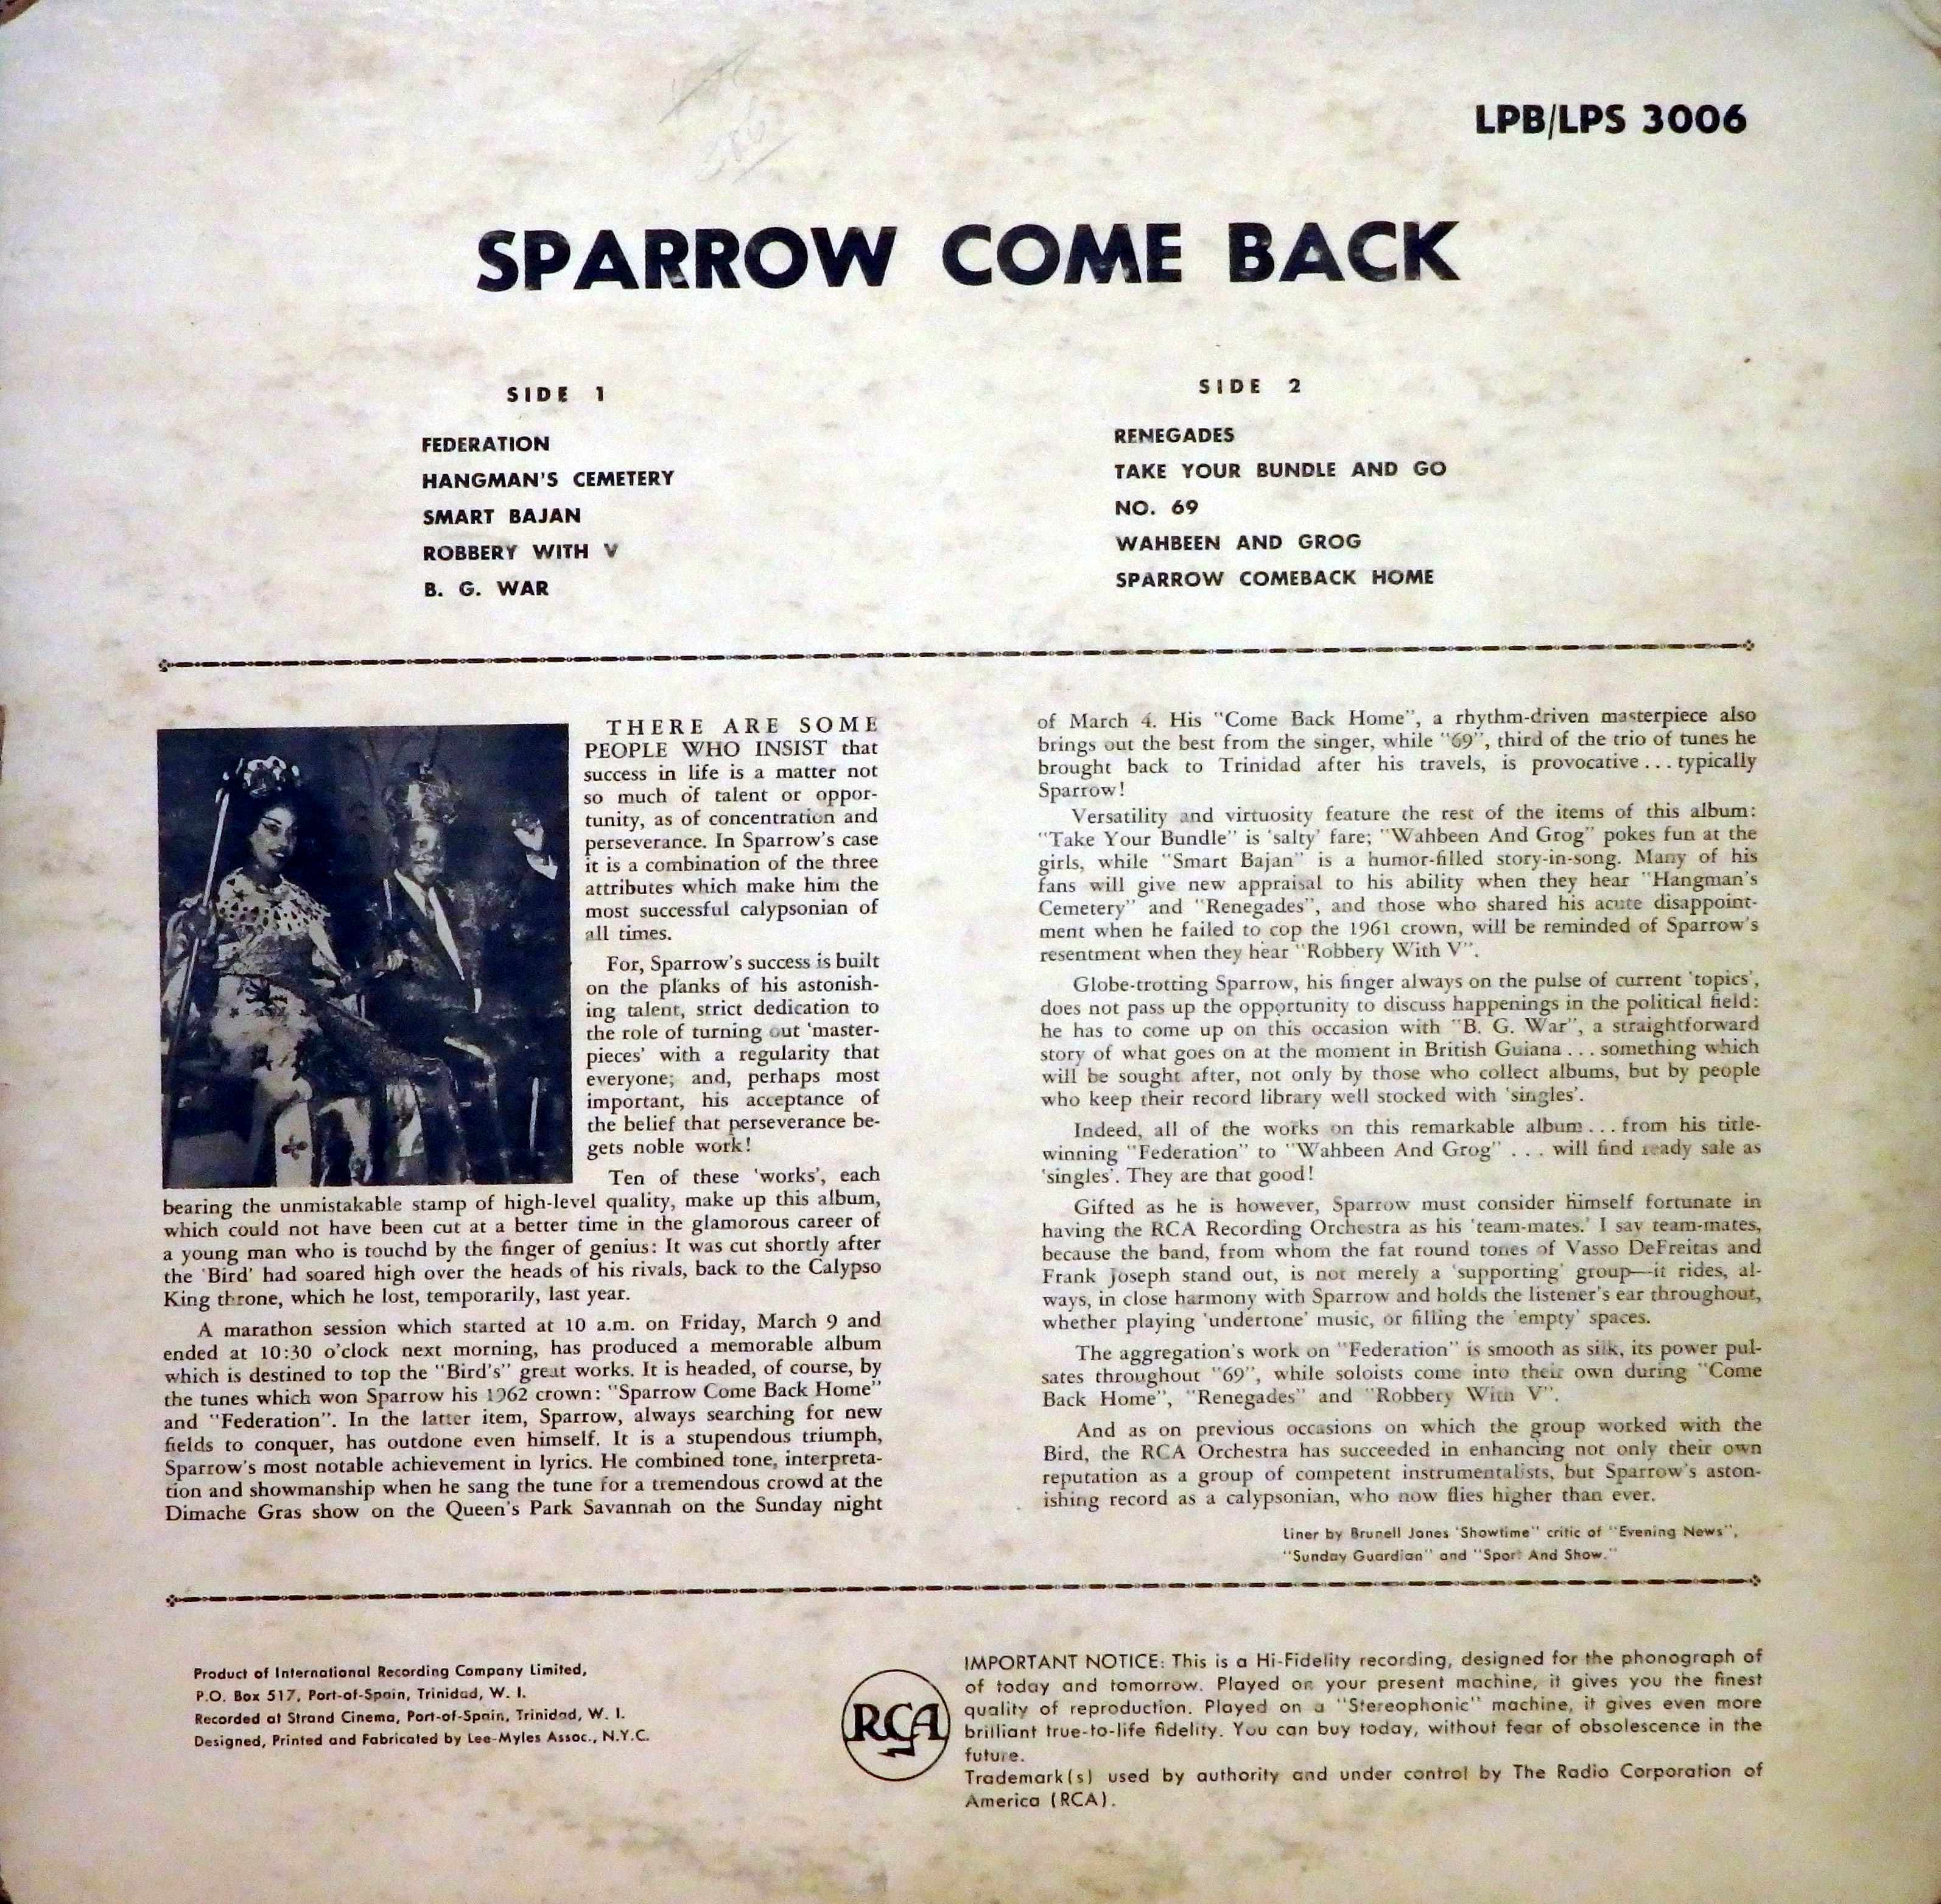 LPB/LPS 3006
SPARROW COME BACK
SIDE 1
FEDERATION
HANGMAN'S CEMETERY
SMART BAJAN
ROBBERY WITH V
B. G. WAR
SIDE 2
RENEGADES
TAKE YOUR BUNDLE AND GO
NO. 69
WAHBEEN AND GROG
SPARROW COMEBACK HOME
THERE ARE SOME
PEOPLE WHO INSIST that
success in life is a matter not
so much of talent or oppor-
tunity, as of concentration and
perseverance. In Sparrow's case
it is a combination of the three
attributes which make him the
most successful calypsonian of
all times.
For, Sparrow's success is built
on the planks of his astonish-
ing talent, strict dedication to
the role of turning out 'master-
pieces' with a regularity that
everyone; and, perhaps most
important, his acceptance of
the belief that perseverance be-
gets noble work!
Ten of these 'works', each
bearing the unmistakable stamp of high-level quality, make up this album,
which could not have been cut at a better time in the glamorous career of
a young man who is touchd by the finger of genius: It was cut shortly after
the 'Bird' had soared high over the heads of his rivals, back to the Calypso
King throne, which he lost, temporarily, last year.
A marathon session which started at 10 a.m. on Friday, March 9 and
ended at 10:30 o'clock next morning, has produced a memorable album
which is destined to top the "Bird's" great works. It is headed, of course, by
the tunes which won Sparrow his 1962 crown: "Sparrow Come Back Home"
and "Federation". In the latter item, Sparrow, always searching for new
fields to conquer, has outdone even himself. It is a stupendous triumph,
Sparrow's most notable achievement in lyrics. He combined tone, interpreta-
tion and showmanship when he sang the tune for a tremendous crowd at the
Dimache Gras show on the Queen's Park Savannah on the Sunday night
of March 4. His "Come Back Home", a rhythm-driven masterpiece also
brings out the best from the singer, while "69", third of the trio of tunes he
brought back to Trinidad after his travels, is provocative... typically
Sparrow!
Versatility and virtuosity feature the rest of the items of this album:
"Take Your Bundle" is 'salty' fare; "Wahbeen And Grog" pokes fun at the
girls, while "Smart Bajan" is a humor-filled story-in-song. Many of his
fans will give new appraisal to his ability when they hear "Hangman's
Cemetery" and "Renegades", and those who shared his acute disappoint-
ment when he failed to cop the 1961 crown, will be reminded of Sparrow's
resentment when they hear "Robbery With V".
Globe-trotting Sparrow, his finger always on the pulse of current 'topics',
does not pass up the opportunity to discuss happenings in the political field:
he has to come up on this occasion with "B. G. War", a straightforward
story of what goes on at the moment in British Guiana... something which
will be sought after, not only by those who collect albums, but by people
who keep their record library well stocked with 'singles'.
Indeed, all of the works on this remarkable album... from his title-
winning "Federation" to "Wahbeen And Grog" ... will find ready sale as
'singles'. They are that good!
Gifted as he is however, Sparrow must consider himself fortunate in
having the RCA Recording Orchestra as his 'team-mates.' I say team-mates,
because the band, from whom the fat round tones of Vasso DeFreitas and
Frank Joseph stand out, is not merely a 'supporting' group—it rides, al-
ways, in close harmony with Sparrow and holds the listener's ear throughout,
whether playing 'undertone' music, or filling the 'empty' spaces.
The aggregation's work on "Federation" is smooth as silk, its power pul-
sates throughout "69", while soloists come into their own during "Come
Back Home", "Renegades" and "Robbery With V".
And as on previous occasions on which the group worked with the
Bird, the RCA Orchestra has succeeded in enhancing not only their own
reputation as a group of competent instrumentalists, but Sparrow's aston-
ishing record as a calypsonian, who now flies higher than ever.
Liner by Brunell Jones 'Showtime" critic of "Evening News",
"Sunday Guardian" and "Sport And Show."
Product of International Recording Company Limited,
P.O. Box 517, Port-of-Spain, Trinidad, W. I.
Recorded at Strand Cinema, Port-of-Spain, Trinidad, W. I.
Designed, Printed and Fabricated by Lee-Myles Assoc., N.Y.C.
RCA
IMPORTANT NOTICE: This is a Hi-Fidelity recording, designed for the phonograph of
of today and tomorrow. Played on your present machine, it gives you the finest
quality of reproduction. Played on a "Stereophonic" machine, it gives even more
brilliant true-to-life fidelity. You can buy today, without fear of obsolescence in the
future.
Trademark(s) used by authority and under control by The Radio Corporation of
America (RCA).